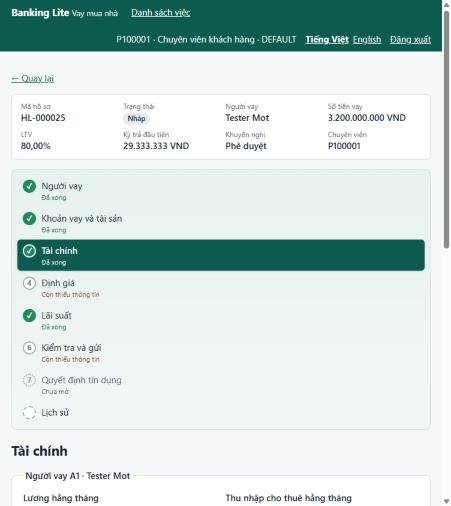 Banking Lite Vay mua nhà Danh sách việc
P100001 · Chuyên viên khách hàng · DEFAULT Tiếng Việt English Đăng xuất
← Quay lại
Mã hồ sơ Trạng thái Người vay Số tiền vay
HL-000025 Nháp Tester Mot 3.200.000.000 VND
LTV Kỳ trả đầu tiên Khuyến nghị Chuyên viên
80,00% 29.333.333 VND Phê duyệt P100001
Người vay
Đã xong
Khoản vay và tài sản
Đã xong
Tài chính
Đã xong
4 Định giá
Còn thiếu thông tin
Lãi suất
Đã xong
6 Kiểm tra và gửi
Còn thiếu thông tin
7 Quyết định tín dụng
Chưa mở
Lịch sử
Tài chính
Người vay A1 · Tester Mot
Lương hằng tháng Thu nhập cho thuê hằng tháng